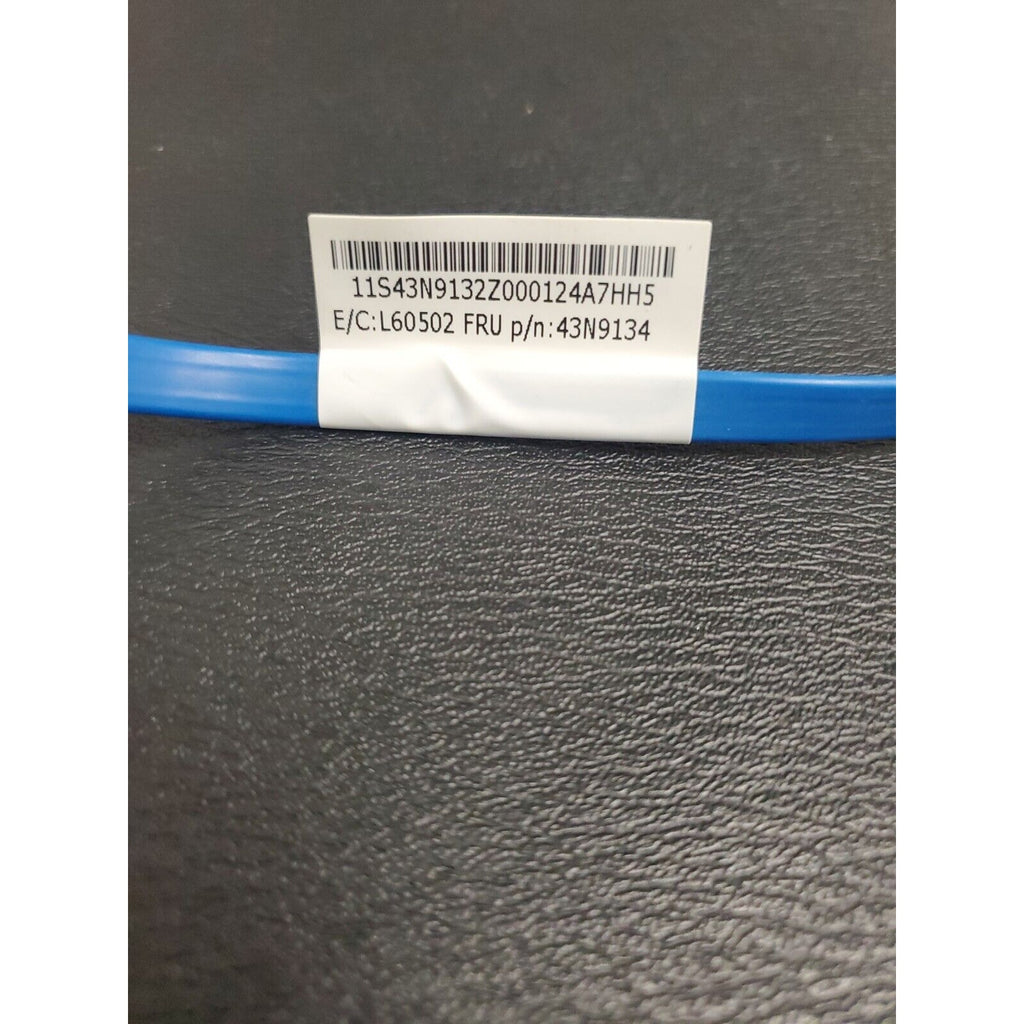 11S43N9132Z000124A7HH5
E/C:L60502 FRU p/n:43N9134